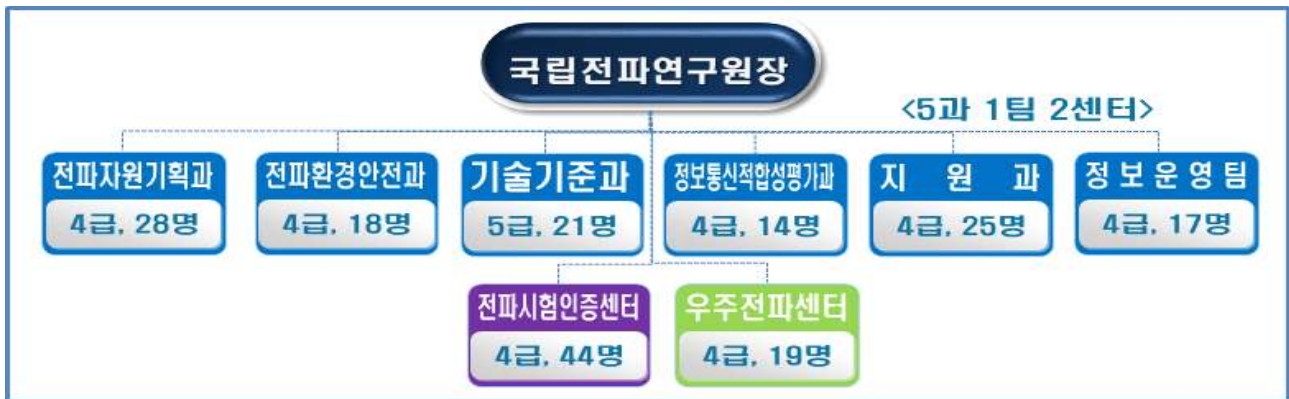 국립전파연구원장
<5과 1팀 2센터>
전파자원기획과
4급, 28명
전파환경안전과
4급, 18명
기술기준과
5급, 21명
정보통신적합성평가과
4급, 14명
지 원 과
4급, 25명
정보운영팀
4급, 17명
전파시험인증센터
4급, 44명
우주전파센터
4급, 19명